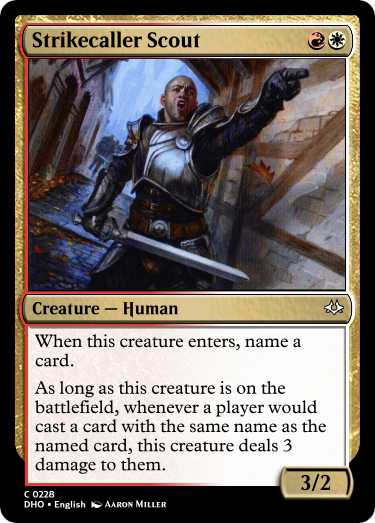 Strikecaller Scout
Creature — Human
When this creature enters, name a
card.
As long as this creature is on the
battlefield, whenever a player would
cast a card with the same name as the
named card, this creature deals 3
damage to them.
3/2
C 0228
DHO • English Aaron Miller